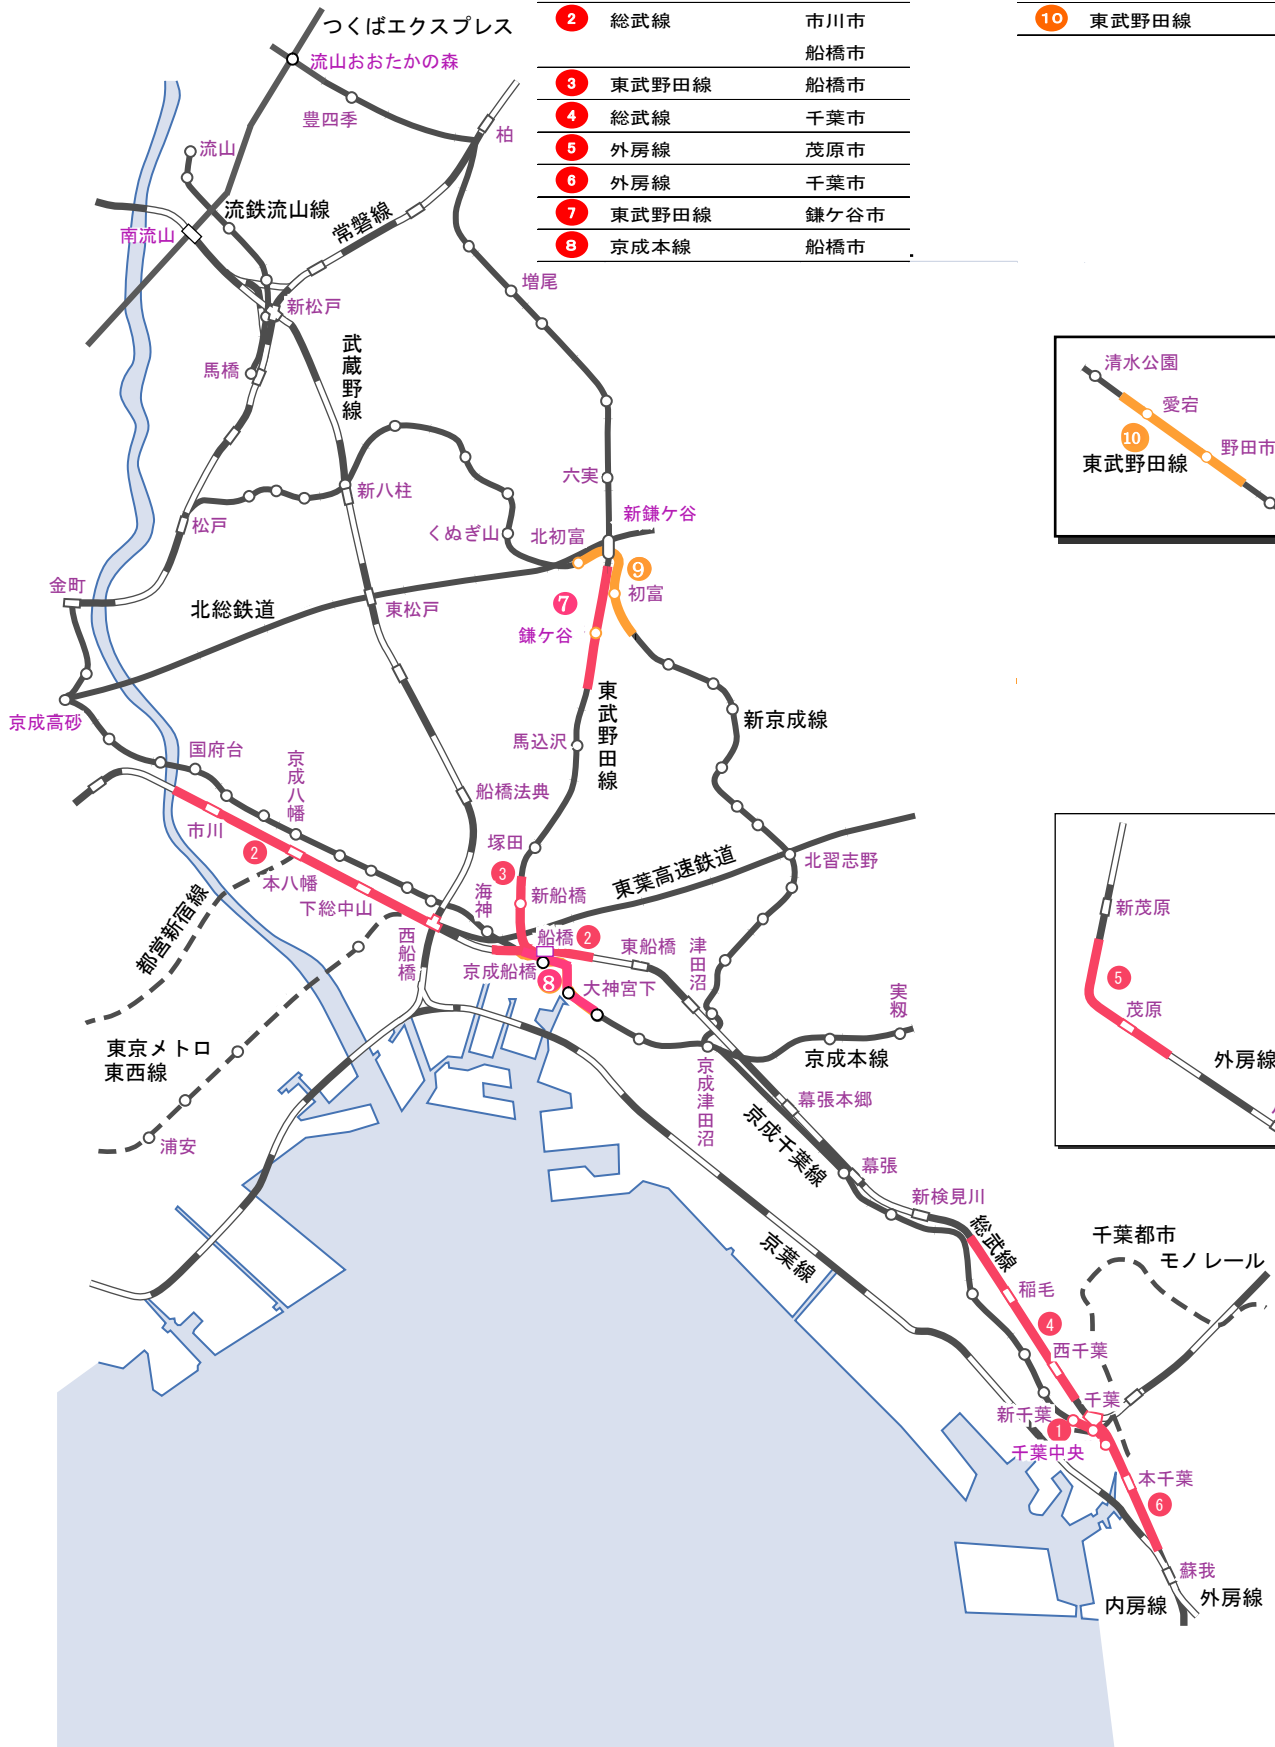 2 総武線 市川市
船橋市
3 東武野田線 船橋市
4 総武線 千葉市
5 外房線 茂原市
6 外房線 千葉市
7 東武野田線 鎌ケ谷市
8 京成本線 船橋市
10 東武野田線
つくばエクスプレス
流山おおたかの森
豊四季
柏
流山
流鉄流山線
常磐線
南流山
新松戸
増尾
馬橋
武蔵野線
六実
新八柱
松戸
くぬぎ山
北初富
新鎌ケ谷
9
初富
7
鎌ケ谷
金町
北総鉄道
東松戸
東武野田線
新京成線
京成高砂
国府台
京成八幡
馬込沢
船橋法典
市川
2
本八幡
下総中山
塚田
3
新船橋
東葉高速鉄道
北習志野
海神
都営新宿線
西船橋
船橋
2
東船橋
津田沼
京成船橋
8
大神宮下
実籾
東京メトロ
東西線
京成本線
京成津田沼
幕張本郷
浦安
京成千葉線
幕張
新検見川
京葉線
総武線
千葉都市
モノレール
稲毛
4
西千葉
千葉
新千葉
1
千葉中央
本千葉
6
蘇我
内房線
外房線
清水公園
愛宕
10
野田市
東武野田線
新茂原
5
茂原
外房線